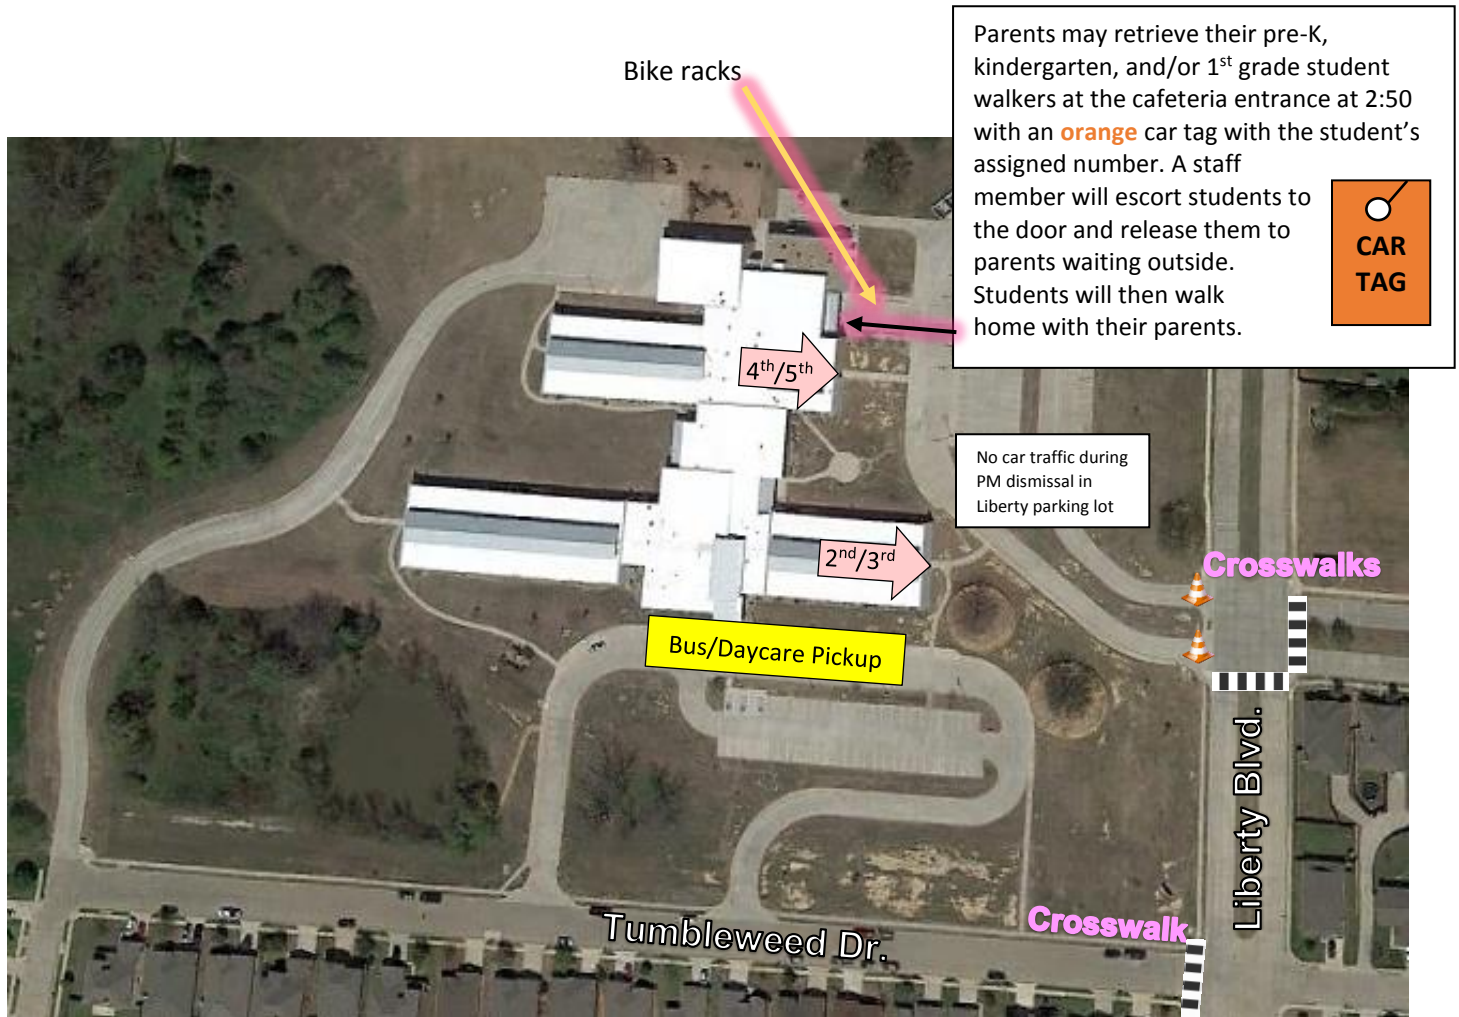 Bike racks
Parents may retrieve their pre-K,
kindergarten, and/or 1st grade student
walkers at the cafeteria entrance at 2:50
with an orange car tag with the student’s
assigned number. A staff
member will escort students to
the door and release them to
parents waiting outside.
Students will then walk
home with their parents.
CAR
TAG
4th/5th
No car traffic during
PM dismissal in
Liberty parking lot
2nd/3rd
Crosswalks
Bus/Daycare Pickup
Liberty Blvd.
Crosswalk
Tumbleweed Dr.